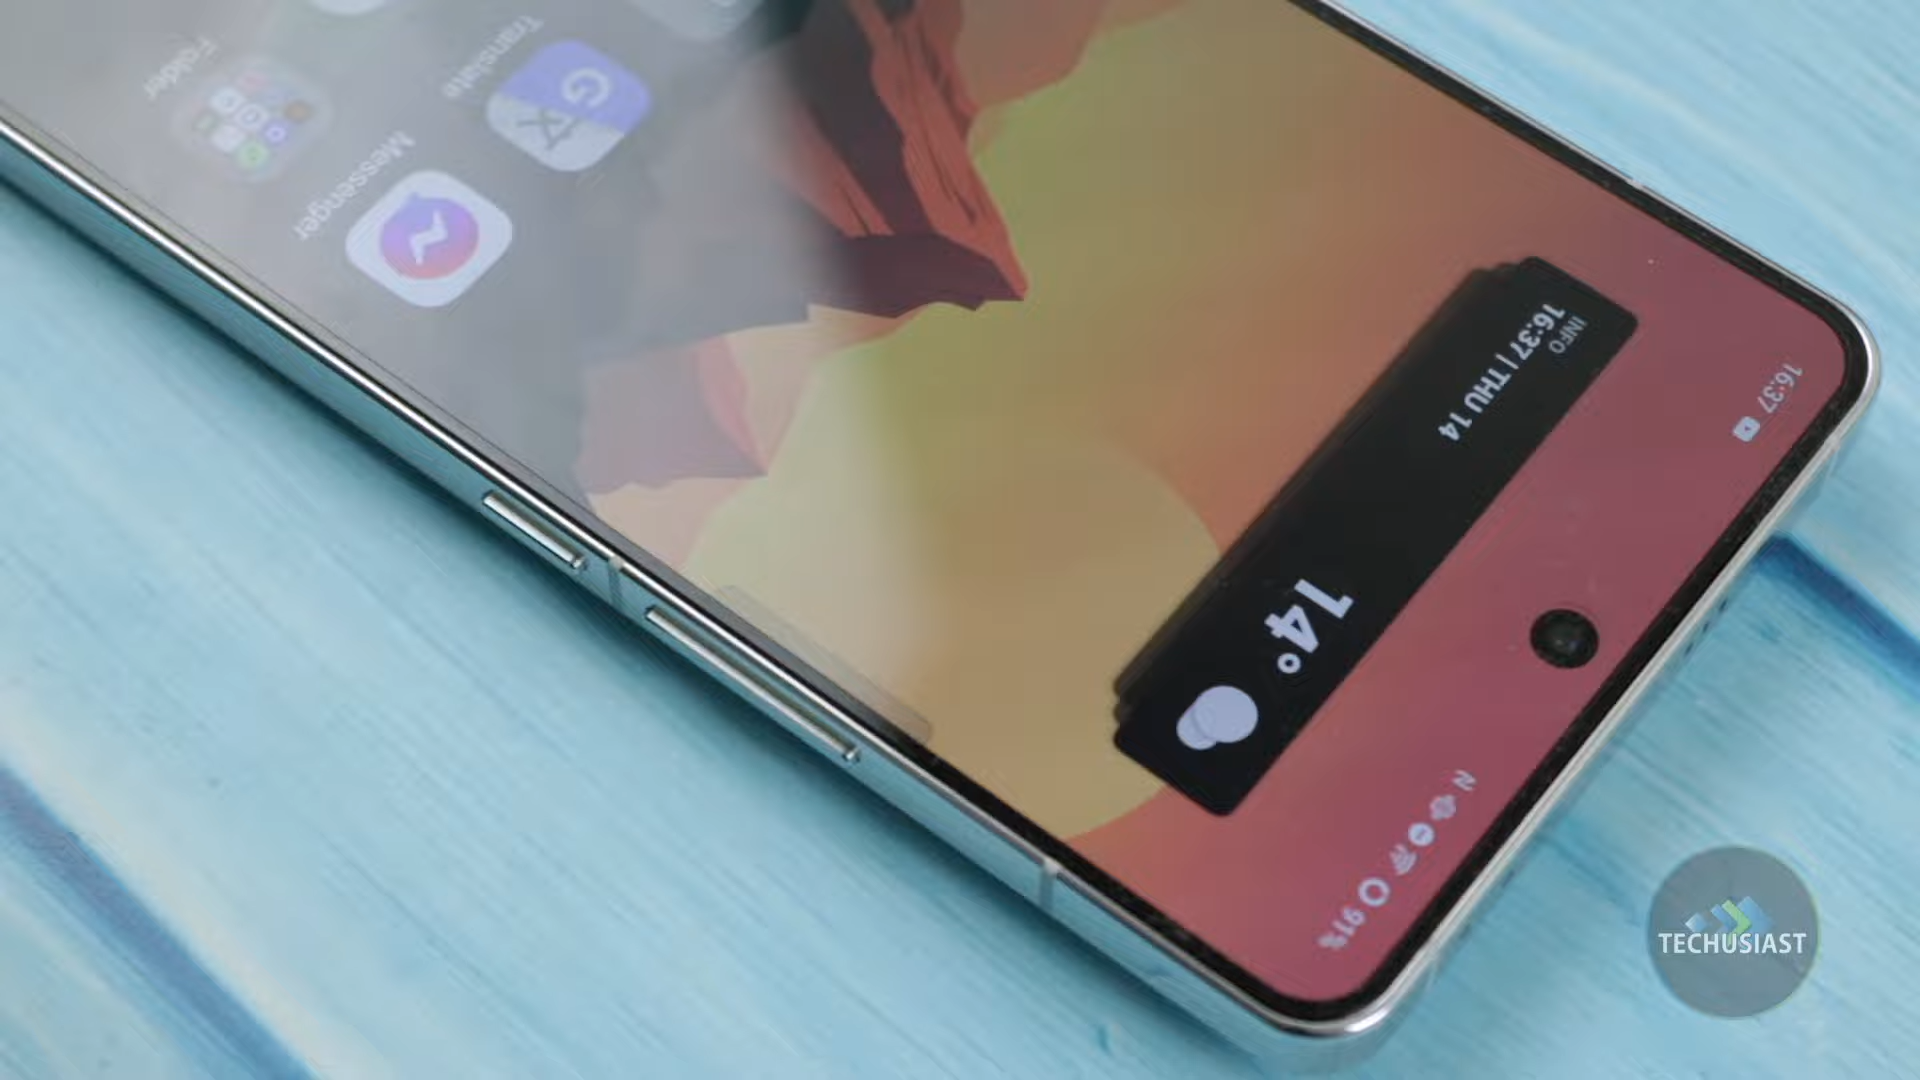 16:37
91%
INFO
16:37 | THU 14
14°
Messenger
Translate
Folder
TECHUSIAST